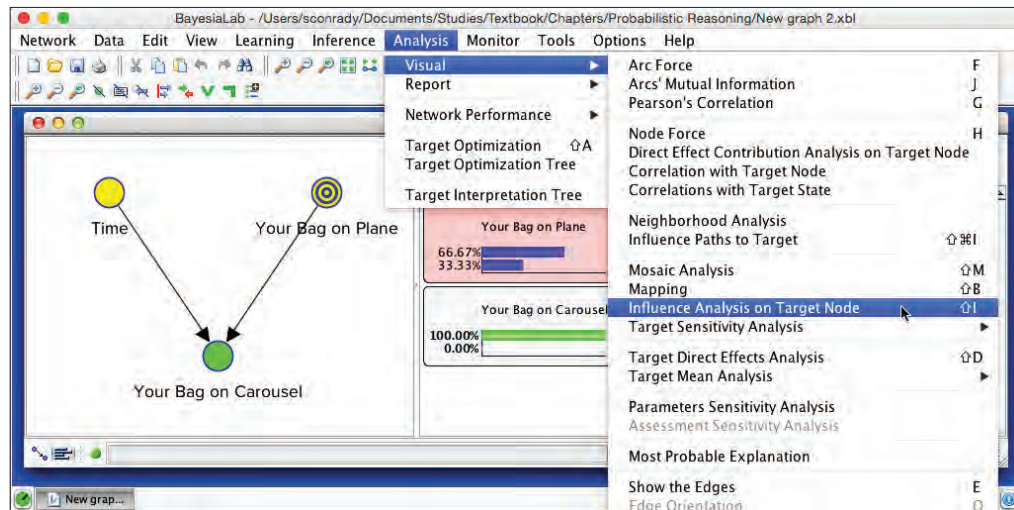 BayesiaLab - /Users/sconrady/Documents/Studies/Textbook/Chapters/Probabilistic Reasoning/New graph 2.xbl
Network Data Edit View Learning Inference Analysis Monitor Tools Options Help
Visual
Report
Network Performance
Target Optimization ⇧A
Target Optimization Tree
Target Interpretation Tree
Arc Force F
Arcs' Mutual Information J
Pearson's Correlation G
Node Force H
Direct Effect Contribution Analysis on Target Node
Correlation with Target Node
Correlations with Target State
Neighborhood Analysis
Influence Paths to Target ⇧⌘I
Mosaic Analysis ⇧M
Mapping ⇧B
Influence Analysis on Target Node ⇧I
Target Sensitivity Analysis
Target Direct Effects Analysis ⇧D
Target Mean Analysis
Parameters Sensitivity Analysis
Assessment Sensitivity Analysis
Most Probable Explanation
Show the Edges E
Edge Orientation
Time
Your Bag on Plane
Your Bag on Carousel
Your Bag on Plane
66.67%
33.33%
Your Bag on Carousel
100.00%
0.00%
New grap...